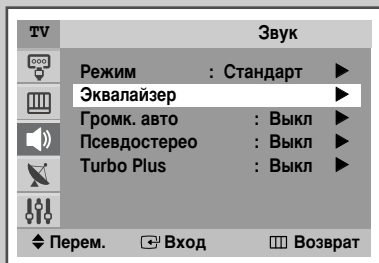 TV Звук
Режим : Стандарт ▶
Эквалайзер ▶
Громк. авто : Выкл ▶
Псевдостерео : Выкл ▶
Turbo Plus : Выкл ▶
Перем. Вход Возврат